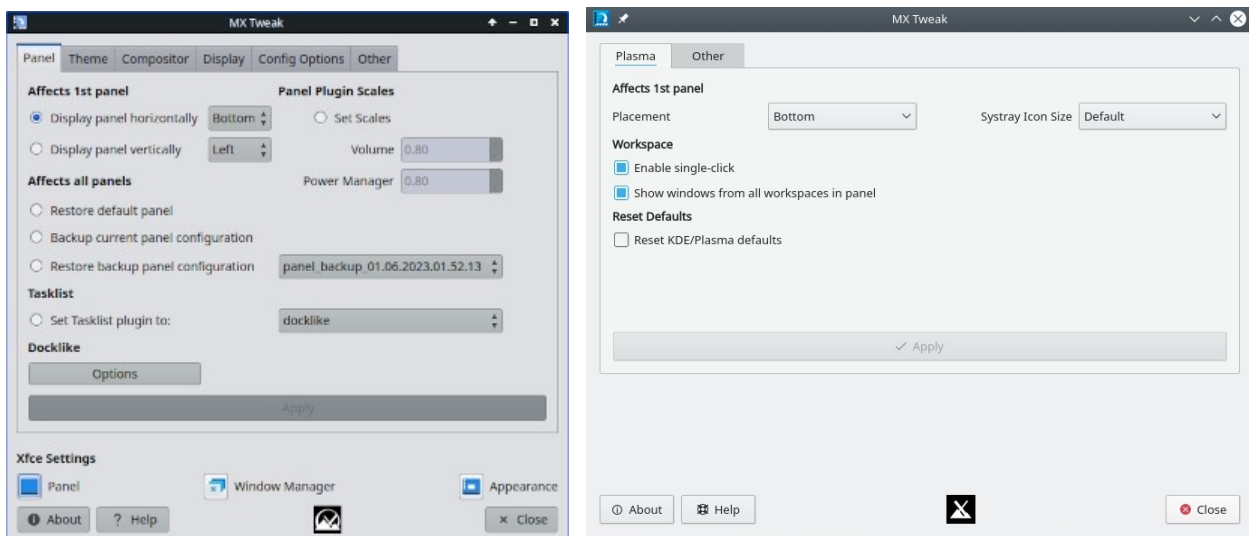 MX Tweak
Panel Theme Compositor Display Config Options Other
Affects 1st panel Panel Plugin Scales
Display panel horizontally Bottom Set Scales
Display panel vertically Left Volume 0.80
Affects all panels Power Manager 0.80
Restore default panel
Backup current panel configuration
Restore backup panel configuration panel_backup_01.06.2023.01.52.13
Tasklist
Set Tasklist plugin to: docklike
Docklike
Options
Apply
Xfce Settings
Panel Window Manager Appearance
About ? Help Close
MX Tweak
Plasma Other
Affects 1st panel
Placement Bottom Systray Icon Size Default
Workspace
Enable single-click
Show windows from all workspaces in panel
Reset Defaults
Reset KDE/Plasma defaults
Apply
About Help Close